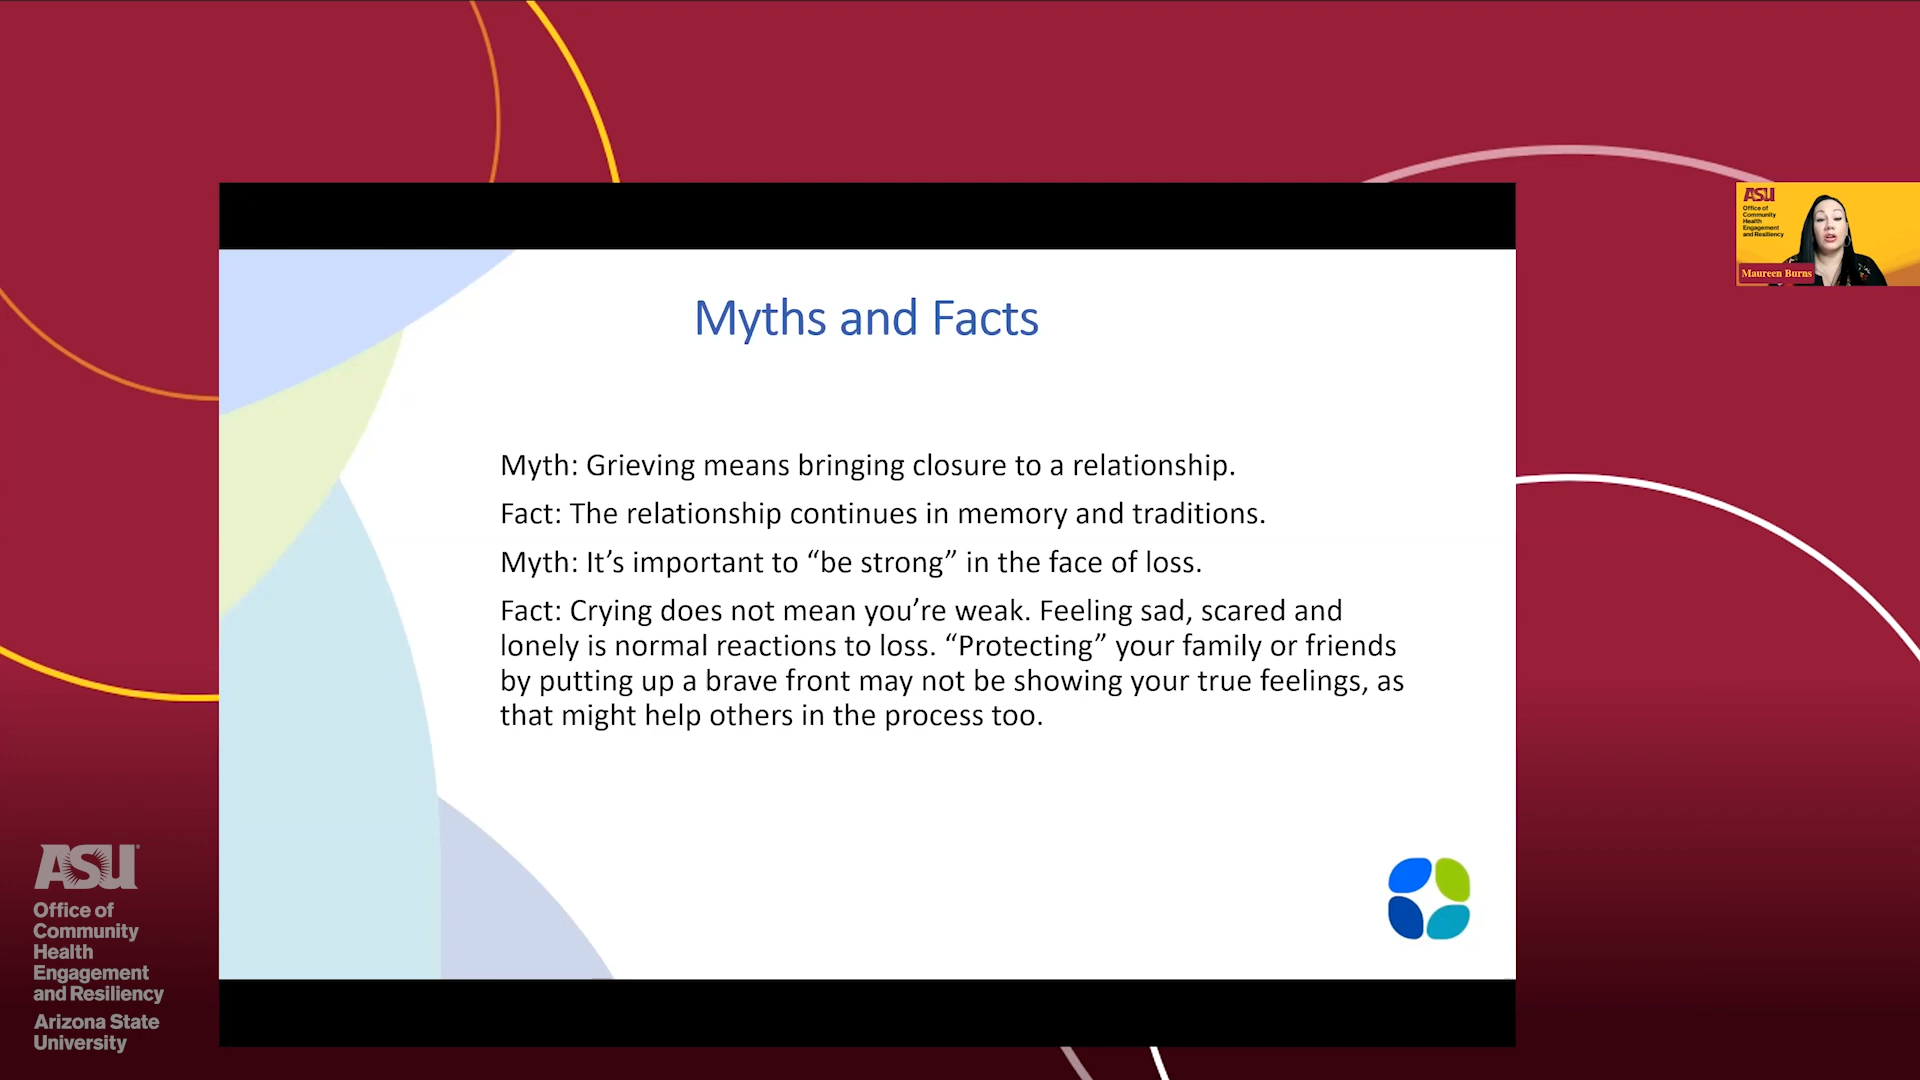 ASU
Office of
Community
Health
Engagement
and Resiliency
Maureen Burns
Myths and Facts
Myth: Grieving means bringing closure to a relationship.
Fact: The relationship continues in memory and traditions.
Myth: It’s important to “be strong” in the face of loss.
Fact: Crying does not mean you’re weak. Feeling sad, scared and
lonely is normal reactions to loss. “Protecting” your family or friends
by putting up a brave front may not be showing your true feelings, as
that might help others in the process too.
ASU
Office of
Community
Health
Engagement
and Resiliency
Arizona State
University